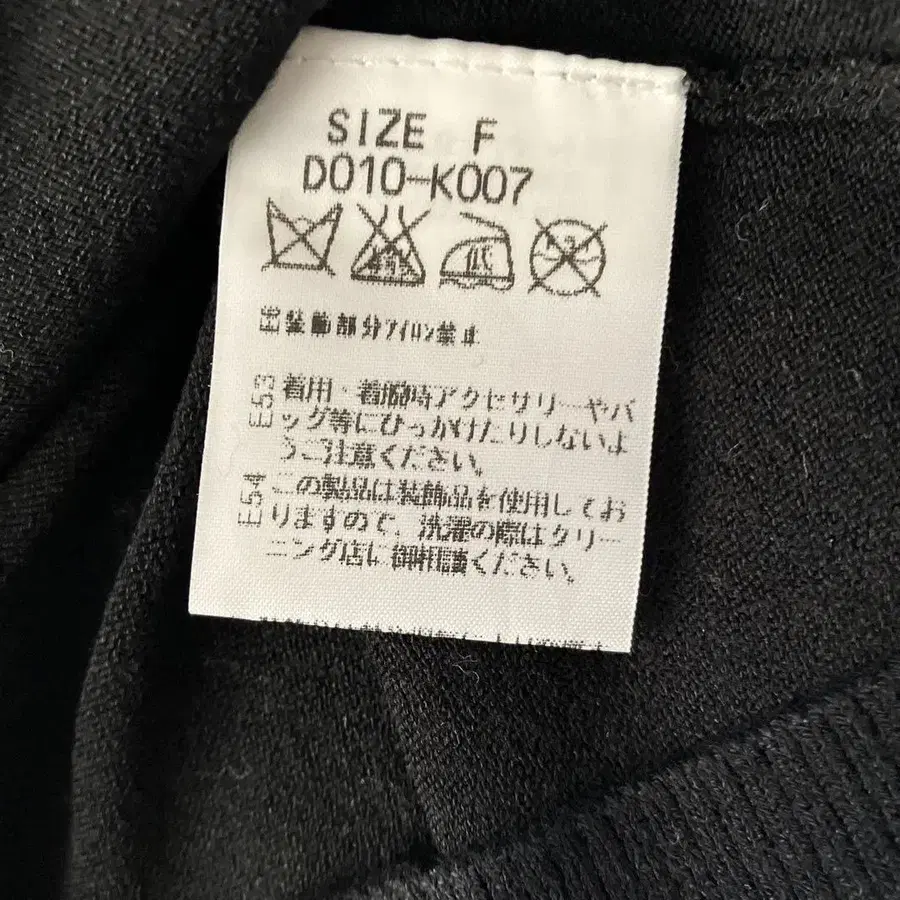 SIZE F
D010-K007
装飾部分アイロン禁止
E53 着用・着脱時アクセサリーやバ
ッグ等にひっかけたりしないよ
うご注意ください。
E54 この製品は装飾品を使用してお
りますので、洗濯の際はクリー
ニング店に御相談ください。